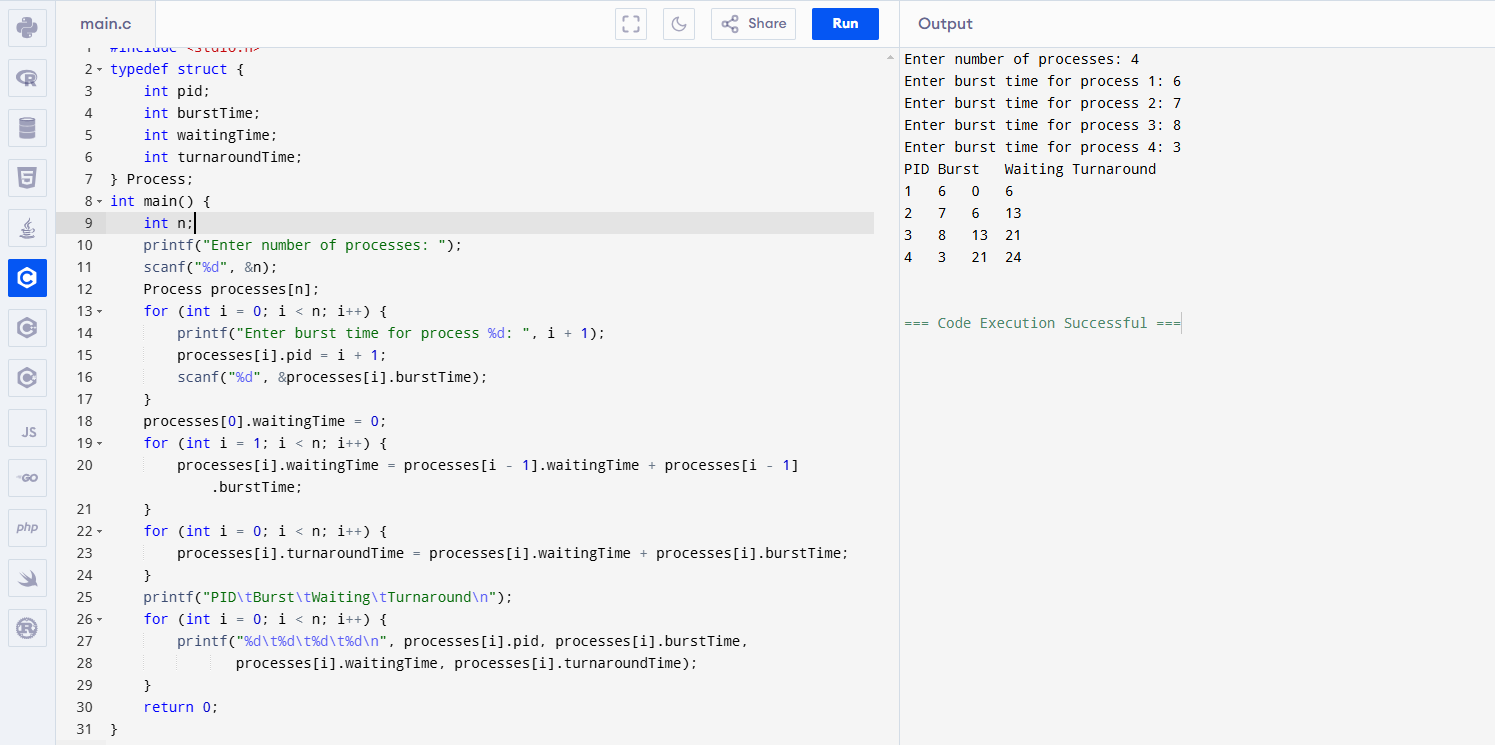 main.c
Share
Run
Output
JS
GO
php
1 #include <stdio.h>
2 typedef struct {
3     int pid;
4     int burstTime;
5     int waitingTime;
6     int turnaroundTime;
7 } Process;
8 int main() {
9     int n;
10     printf("Enter number of processes: ");
11     scanf("%d", &n);
12     Process processes[n];
13     for (int i = 0; i < n; i++) {
14         printf("Enter burst time for process %d: ", i + 1);
15         processes[i].pid = i + 1;
16         scanf("%d", &processes[i].burstTime);
17     }
18     processes[0].waitingTime = 0;
19     for (int i = 1; i < n; i++) {
20         processes[i].waitingTime = processes[i - 1].waitingTime + processes[i - 1]
            .burstTime;
21     }
22     for (int i = 0; i < n; i++) {
23         processes[i].turnaroundTime = processes[i].waitingTime + processes[i].burstTime;
24     }
25     printf("PID\tBurst\tWaiting\tTurnaround\n");
26     for (int i = 0; i < n; i++) {
27         printf("%d\t%d\t%d\t%d\n", processes[i].pid, processes[i].burstTime,
28                processes[i].waitingTime, processes[i].turnaroundTime);
29     }
30     return 0;
31 }
Enter number of processes: 4
Enter burst time for process 1: 6
Enter burst time for process 2: 7
Enter burst time for process 3: 8
Enter burst time for process 4: 3
PID Burst   Waiting Turnaround
1   6   0   6
2   7   6   13
3   8   13  21
4   3   21  24
=== Code Execution Successful ===